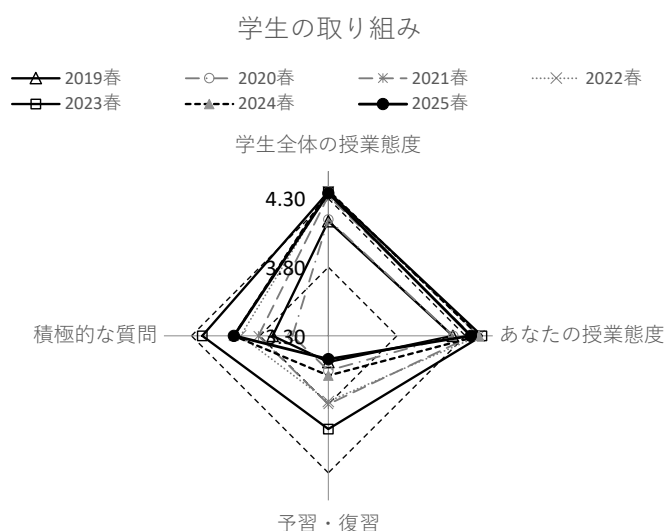 学生の取り組み
2019春 2020春 2021春 2022春
2023春 2024春 2025春
学生全体の授業態度
4.30
3.80
積極的な質問 3.30 あなたの授業態度
予習・復習